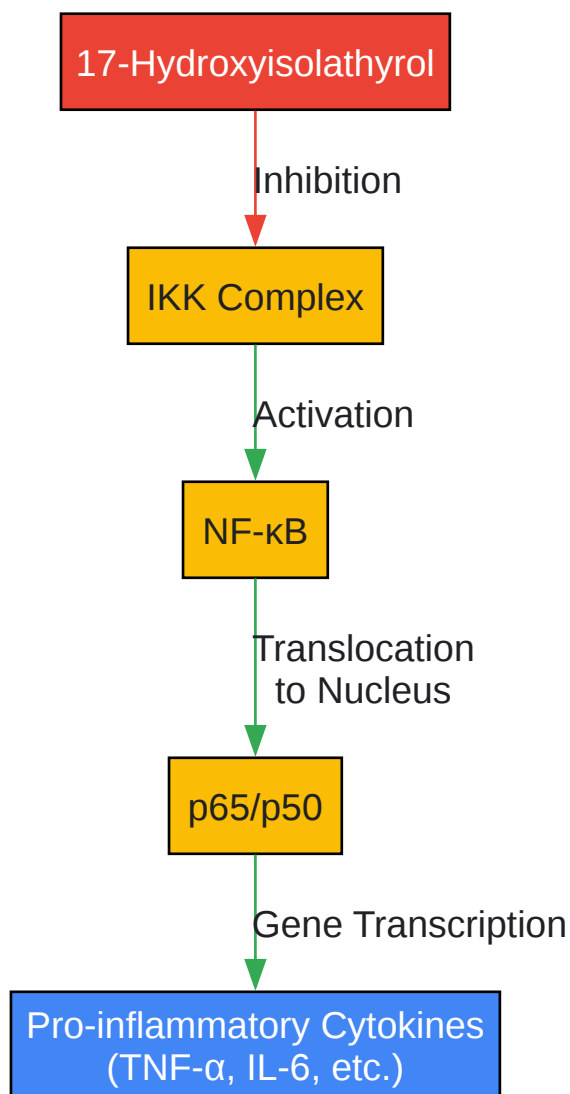 17-Hydroxyisolathyrol
Inhibition
IKK Complex
Activation
NF-κB
Translocation
to Nucleus
p65/p50
Gene Transcription
Pro-inflammatory Cytokines
(TNF-α, IL-6, etc.)